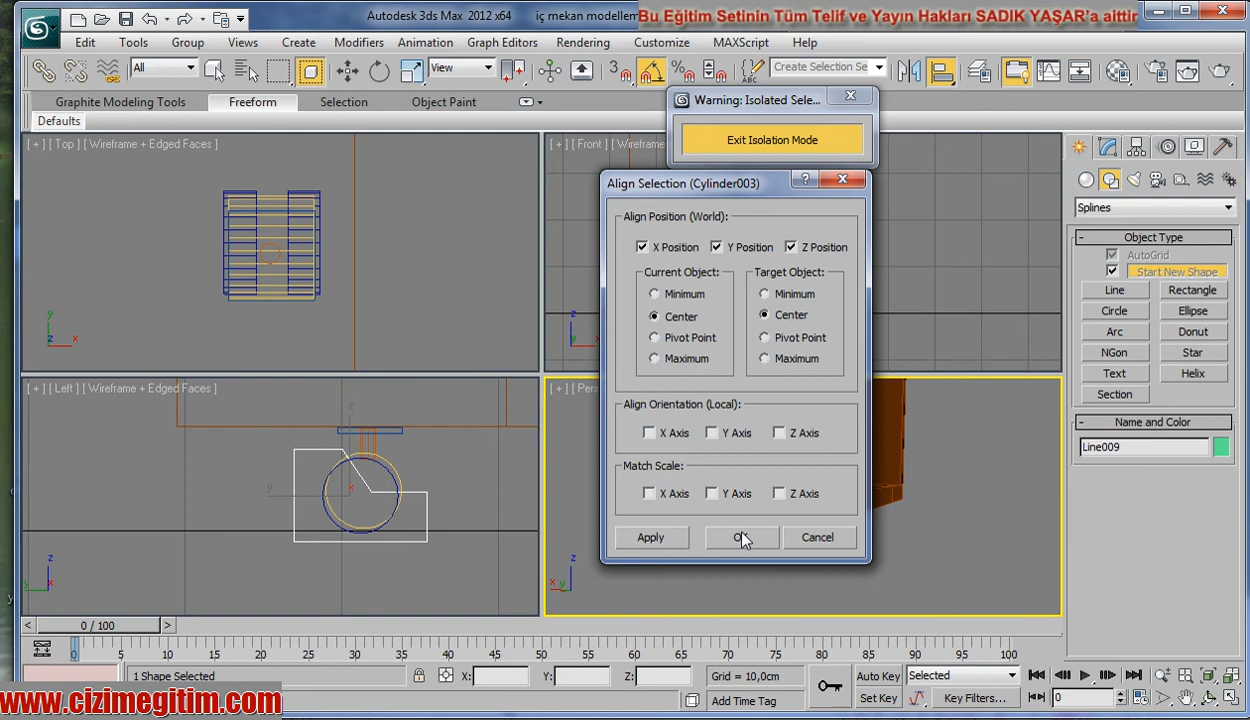 Autodesk 3ds Max 2012 x64 iç mekan modellem
Bu Eğitim Setinin Tüm Telif ve Yayın Hakları SADIK YAŞAR'a aittir
Edit Tools Group Views Create Modifiers Animation Graph Editors Rendering Customize MAXScript Help
All View 3 ABC Create Selection Se
Graphite Modeling Tools Freeform Selection Object Paint
Defaults
Warning: Isolated Sele...
Exit Isolation Mode
[ + ] [ Top ] [ Wireframe + Edged Faces ]
[ + ] [ Front ] [ Wireframe
[ + ] [ Left ] [ Wireframe + Edged Faces ]
[ + ] [ Pers
Align Selection (Cylinder003)
Align Position (World):
X Position Y Position Z Position
Current Object: Target Object:
Minimum Minimum
Center Center
Pivot Point Pivot Point
Maximum Maximum
Align Orientation (Local):
X Axis Y Axis Z Axis
Match Scale:
X Axis Y Axis Z Axis
Apply Cancel
Splines
- Object Type
AutoGrid
Start New Shape
Line Rectangle
Circle Ellipse
Arc Donut
NGon Star
Text Helix
Section
- Name and Color
Line009
y x
z y
z y x
z y
z x y
< 0 / 100 >
0 5 10 15 20 25 30 35 40 45 50 55 60 65 70 75 80 85 90 95 100
1 Shape Selected X: Y: Z: Grid = 10,0cm Auto Key Selected
Add Time Tag Set Key Key Filters... 0
www.cizimegitim.com